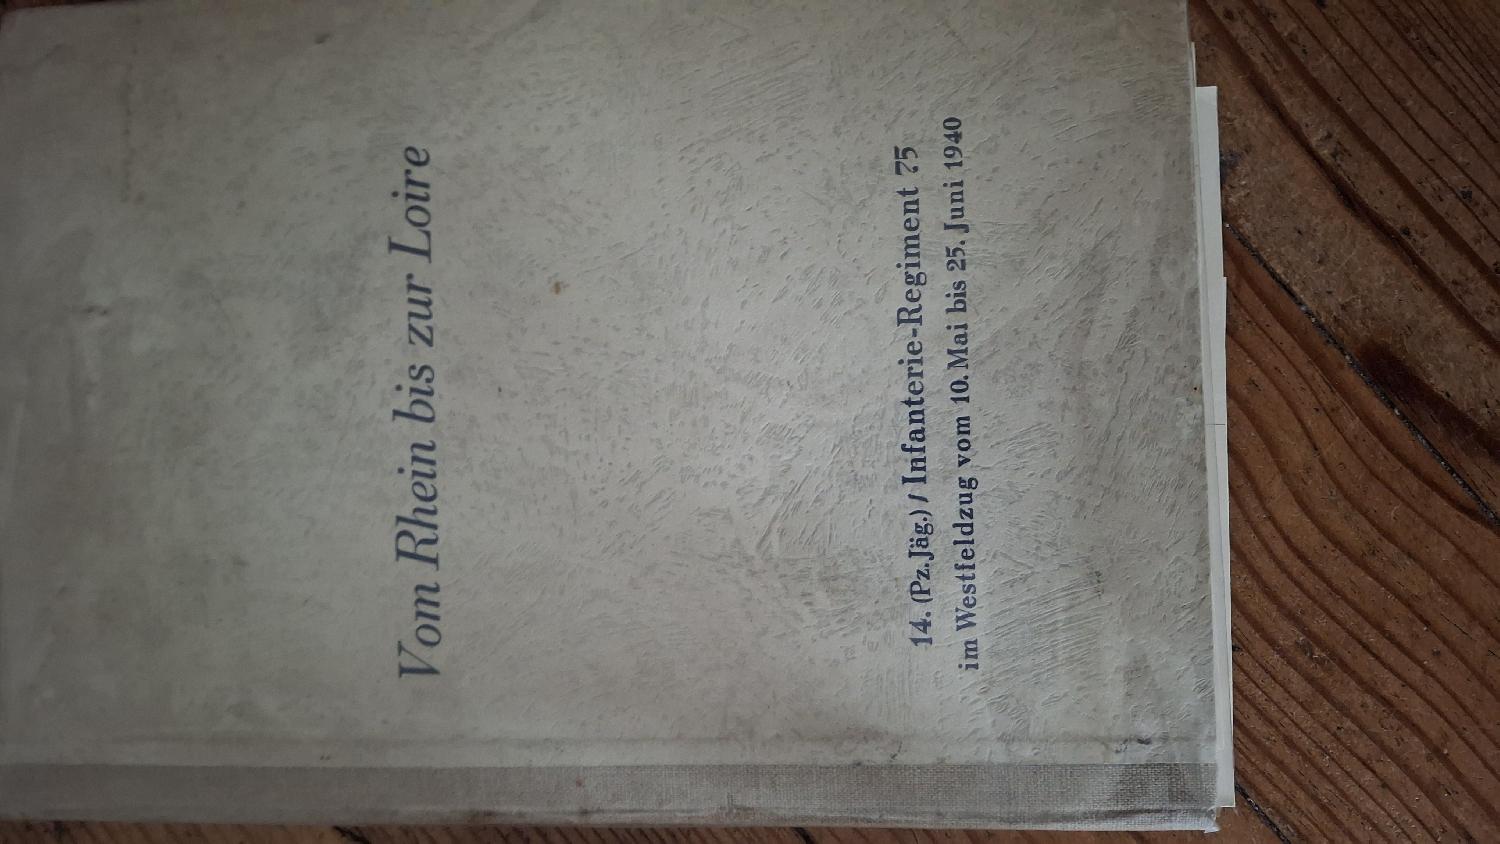 Vom Rhein bis zur Loire
14. (Pz.Jäg.) / Infanterie-Regiment 75
im Westfeldzug vom 10. Mai bis 25. Juni 1940